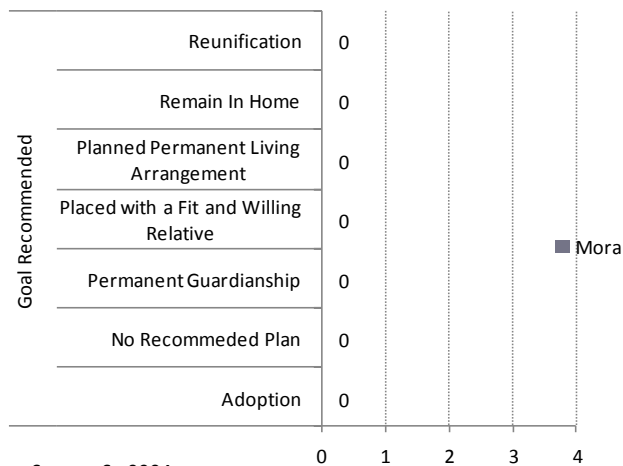 Goal Recommended
Reunification 0
Remain In Home 0
Planned Permanent Living
Arrangement 0
Placed with a Fit and Willing
Relative 0
Permanent Guardianship 0
No Recommeded Plan 0
Adoption 0
Mora
0 1 2 3 4